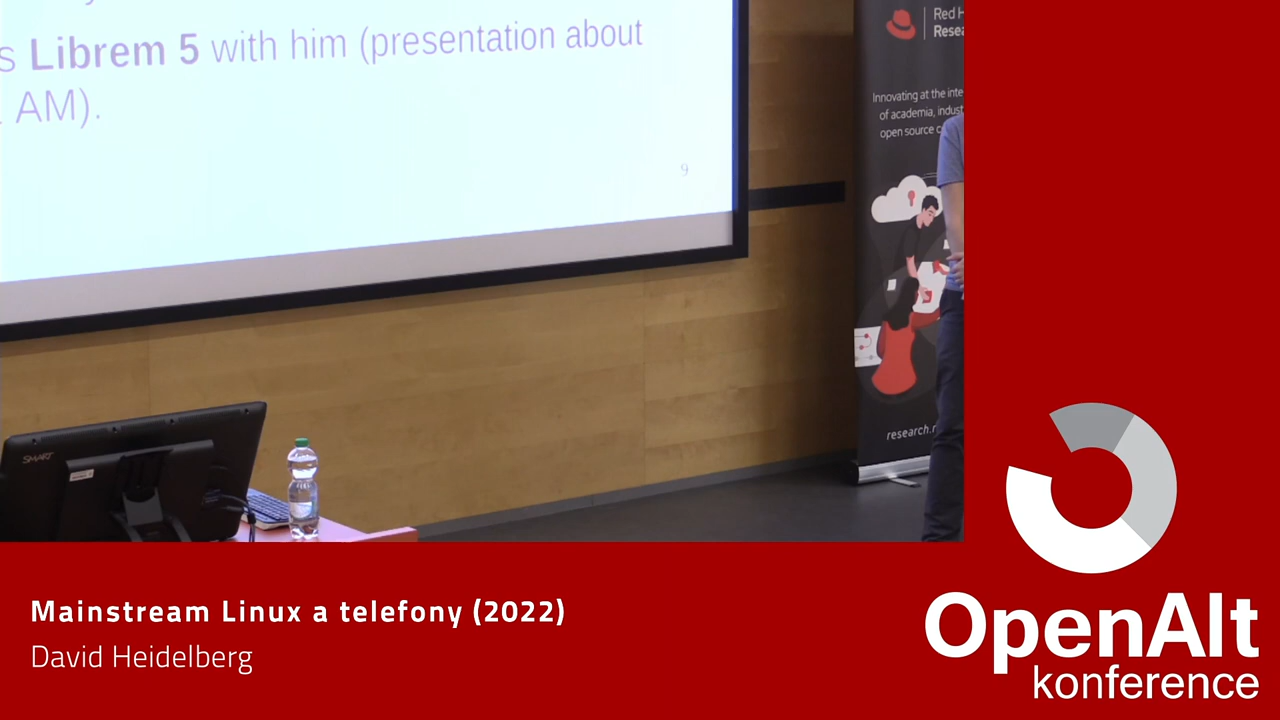 s Librem 5 with him (presentation about
AM).
9
Red H
Resea
Innovating at the inte
of academia, indust
open source c
research.r
SMART
Mainstream Linux a telefony (2022)
David Heidelberg
OpenAlt
konference